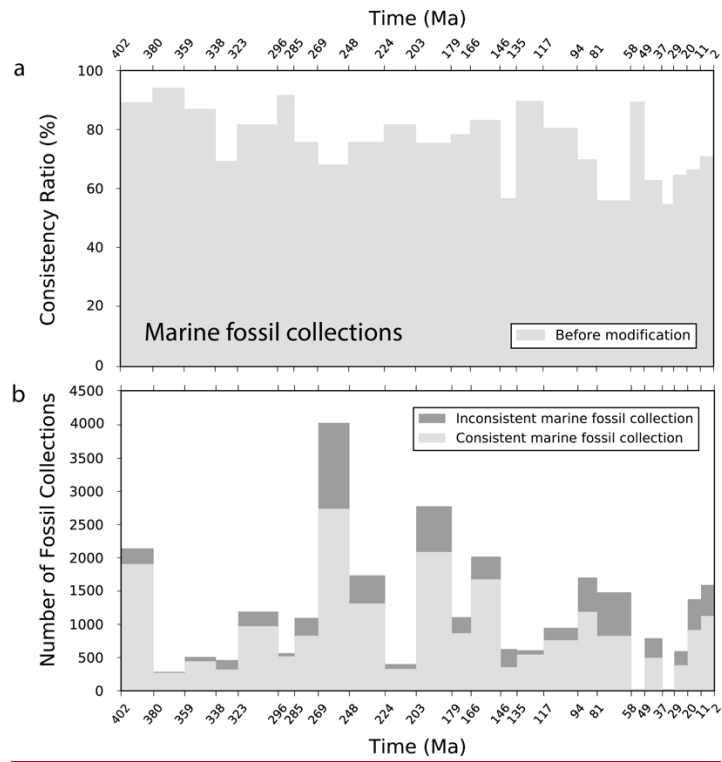 Time (Ma)
402 380 359 338 323 296 285 269 248 224 203 179 166 146 135 117 94 81 58 49 37 29 20 11 2
a
100
80
60
40
20
0
Consistency Ratio (%)
Marine fossil collections
Before modification
b
4500
4000
3500
3000
2500
2000
1500
1000
500
0
Number of Fossil Collections
Inconsistent marine fossil collection
Consistent marine fossil collection
402 380 359 338 323 296 285 269 248 224 203 179 166 146 135 117 94 81 58 49 37 29 20 11 2
Time (Ma)